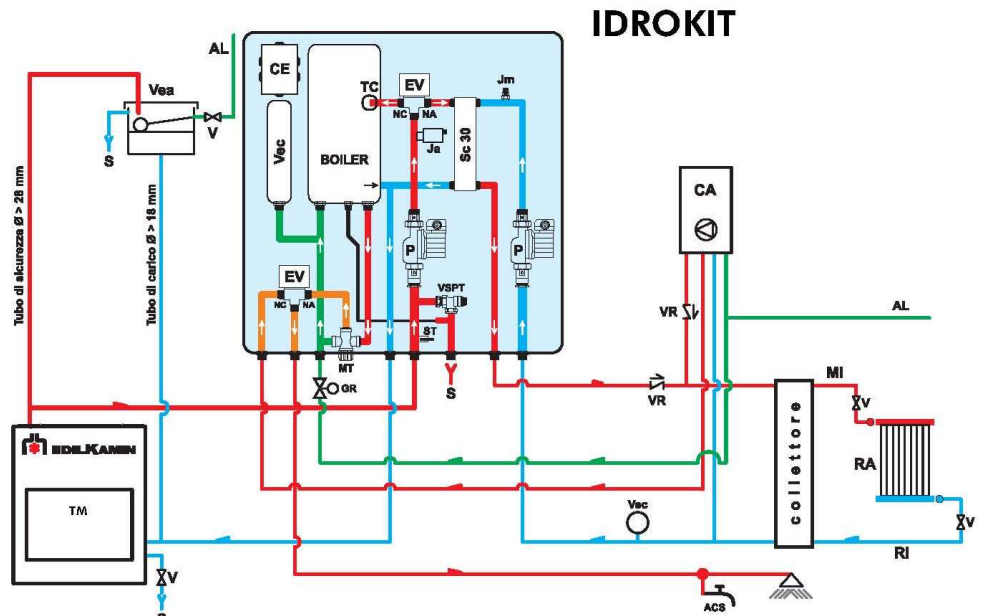 IDROKIT
AL
Vea
V
S
Tubo di sicurezza Ø > 28 mm
Tubo di carico Ø > 18 mm
CE
Vec
BOILER
TC
EV
NC
NA
Ja
Sc 30
Jm
P
P
EV
NC
NA
MT
GR
VSPT
ST
S
CA
VR
VR
AL
MI
V
collettore
RA
V
RI
Vec
EDILKAMIN
TM
V
S
ACS